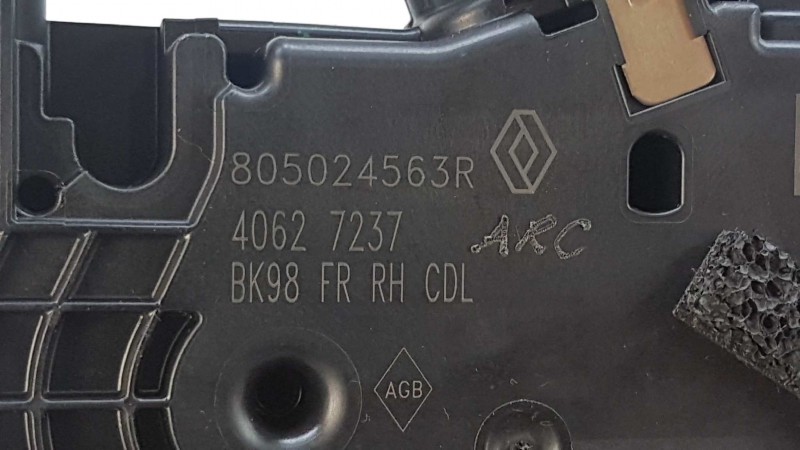 805024563R
4062 7237 ARC
BK98 FR RH CDL
AGB